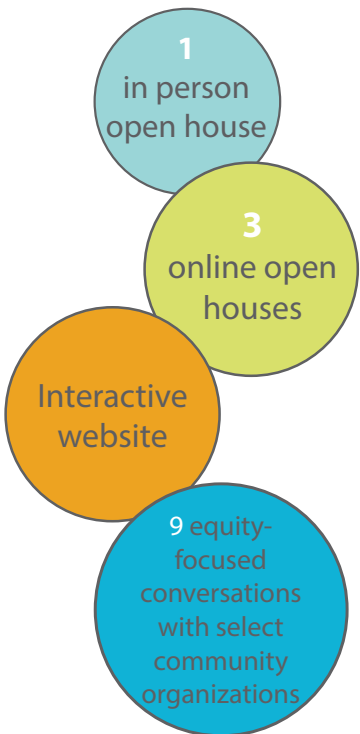 1
in person
open house
3
online open
houses
Interactive
website
9 equity-
focused
conversations
with select
community
organizations